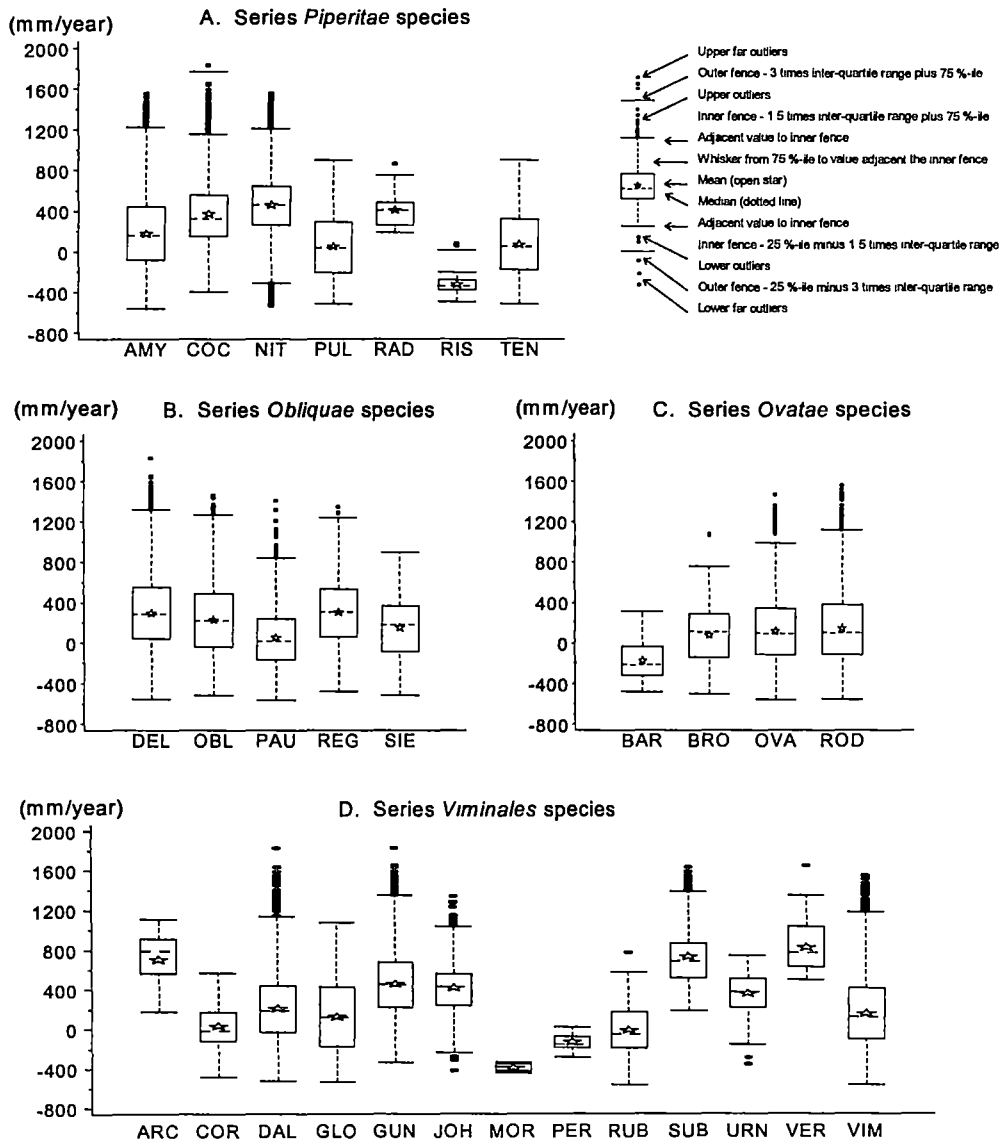 (mm/year)
A. Series Piperitae species
2000
1600
1200
800
400
0
-400
-800
AMY COC NIT PUL RAD RIS TEN
Upper far outliers
Outer fence - 3 times inter-quartile range plus 75 %-ile
Upper outliers
Inner fence - 1 5 times inter-quartile range plus 75 %-ile
Adjacent value to inner fence
Whisker from 75 %-ile to value adjacent the inner fence
Mean (open star)
Median (dotted line)
Adjacent value to inner fence
Inner fence - 25 %-ile minus 1 5 times inter-quartile range
Lower outliers
Outer fence - 25 %-ile minus 3 times inter-quartile range
Lower far outliers
(mm/year)
B. Series Obliquae species
2000
1600
1200
800
400
0
-400
-800
DEL OBL PAU REG SIE
(mm/year)
C. Series Ovatae species
2000
1600
1200
800
400
0
-400
-800
BAR BRO OVA ROD
(mm/year)
D. Series Viminales species
2000
1600
1200
800
400
0
-400
-800
ARC COR DAL GLO GUN JOH MOR PER RUB SUB URN VER VIM